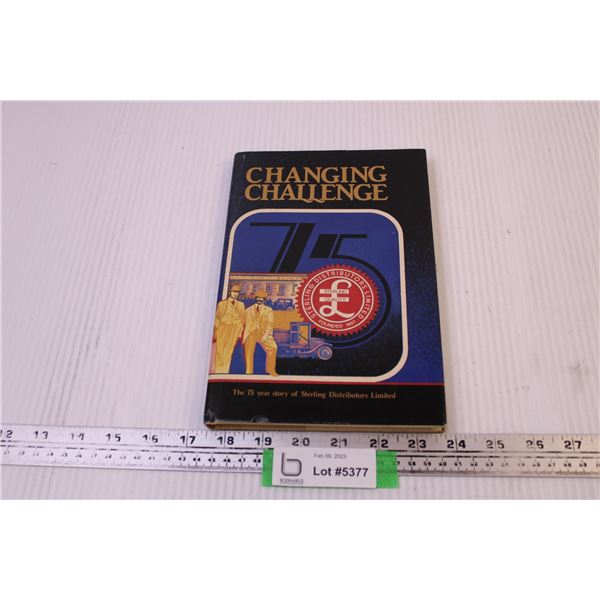 CHANGING
CHALLENGE
75
STERLING DISTRIBUTORS LIMITED
STERLING
£
QUALITY
FOUNDED 1907
The 75 year story of Sterling Distributors Limited
12 13 14 15 16 17 18 19 20 21 22 23 24 25 26 27
b
BODNARUS
Feb 09, 2023
Lot #5377